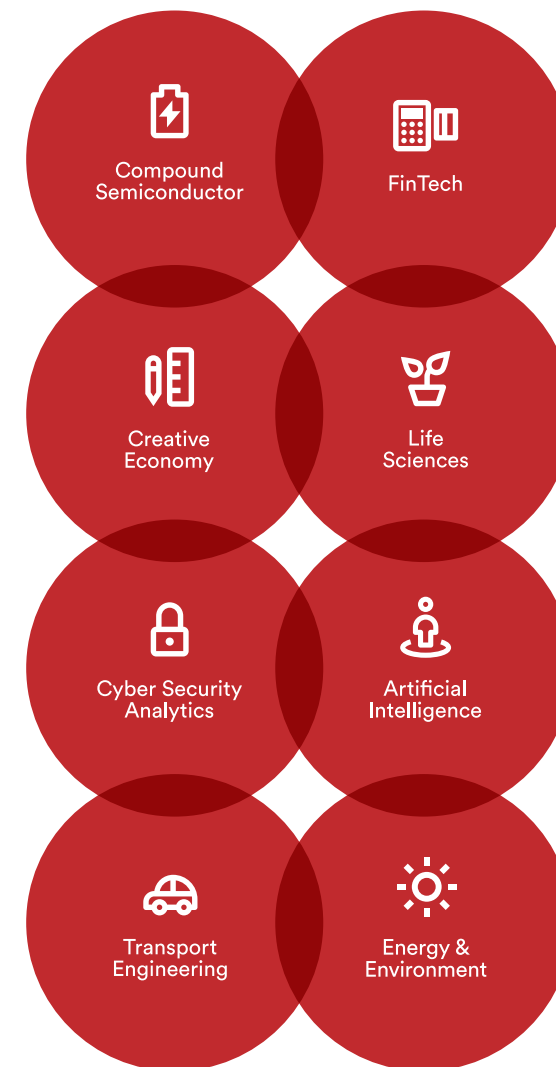 Compound
Semiconductor
FinTech
Creative
Economy
Life
Sciences
Cyber Security
Analytics
Artificial
Intelligence
Transport
Engineering
Energy &
Environment